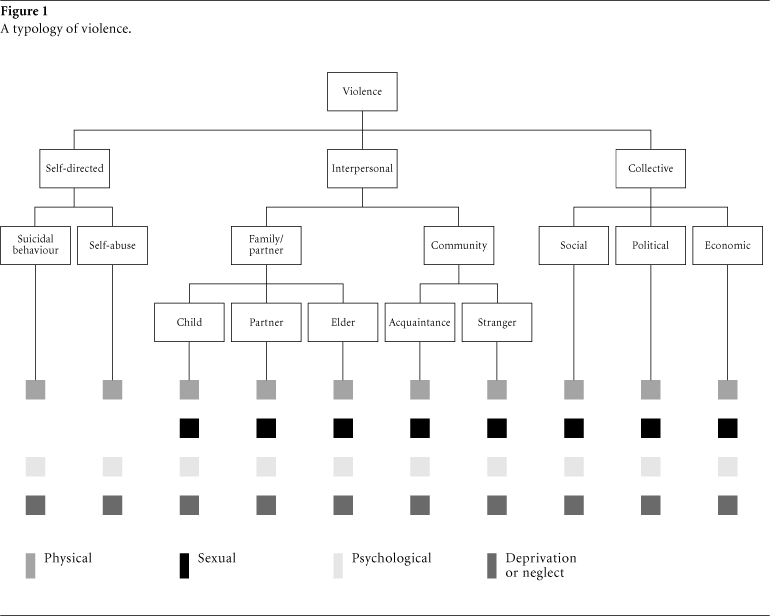 Figure 1
A typology of violence.
Violence
Self-directed
Interpersonal
Collective
Suicidal
behaviour
Self-abuse
Family/
partner
Community
Social
Political
Economic
Child
Partner
Elder
Acquaintance
Stranger
Physical
Sexual
Psychological
Deprivation
or neglect